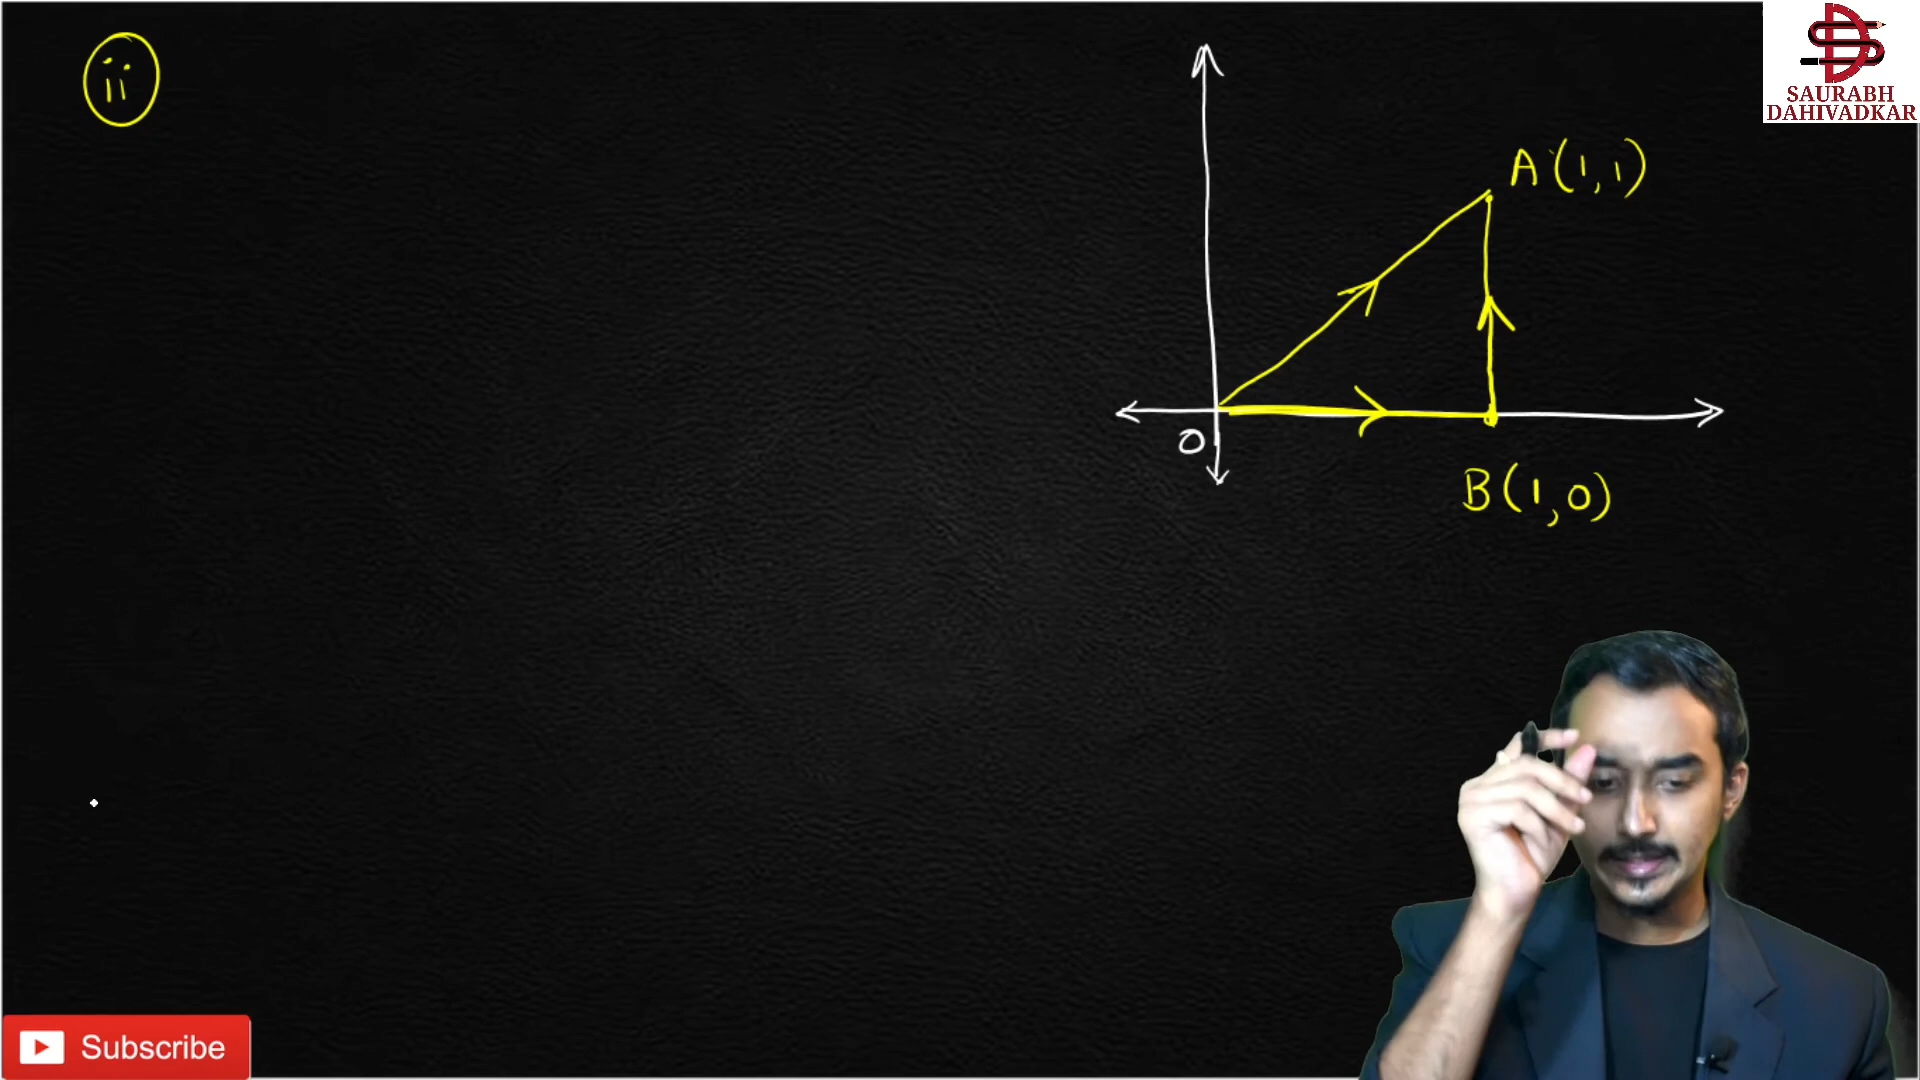 ii
A(1,1)
O
B(1,0)
SAURABH
DAHIVADKAR
Subscribe